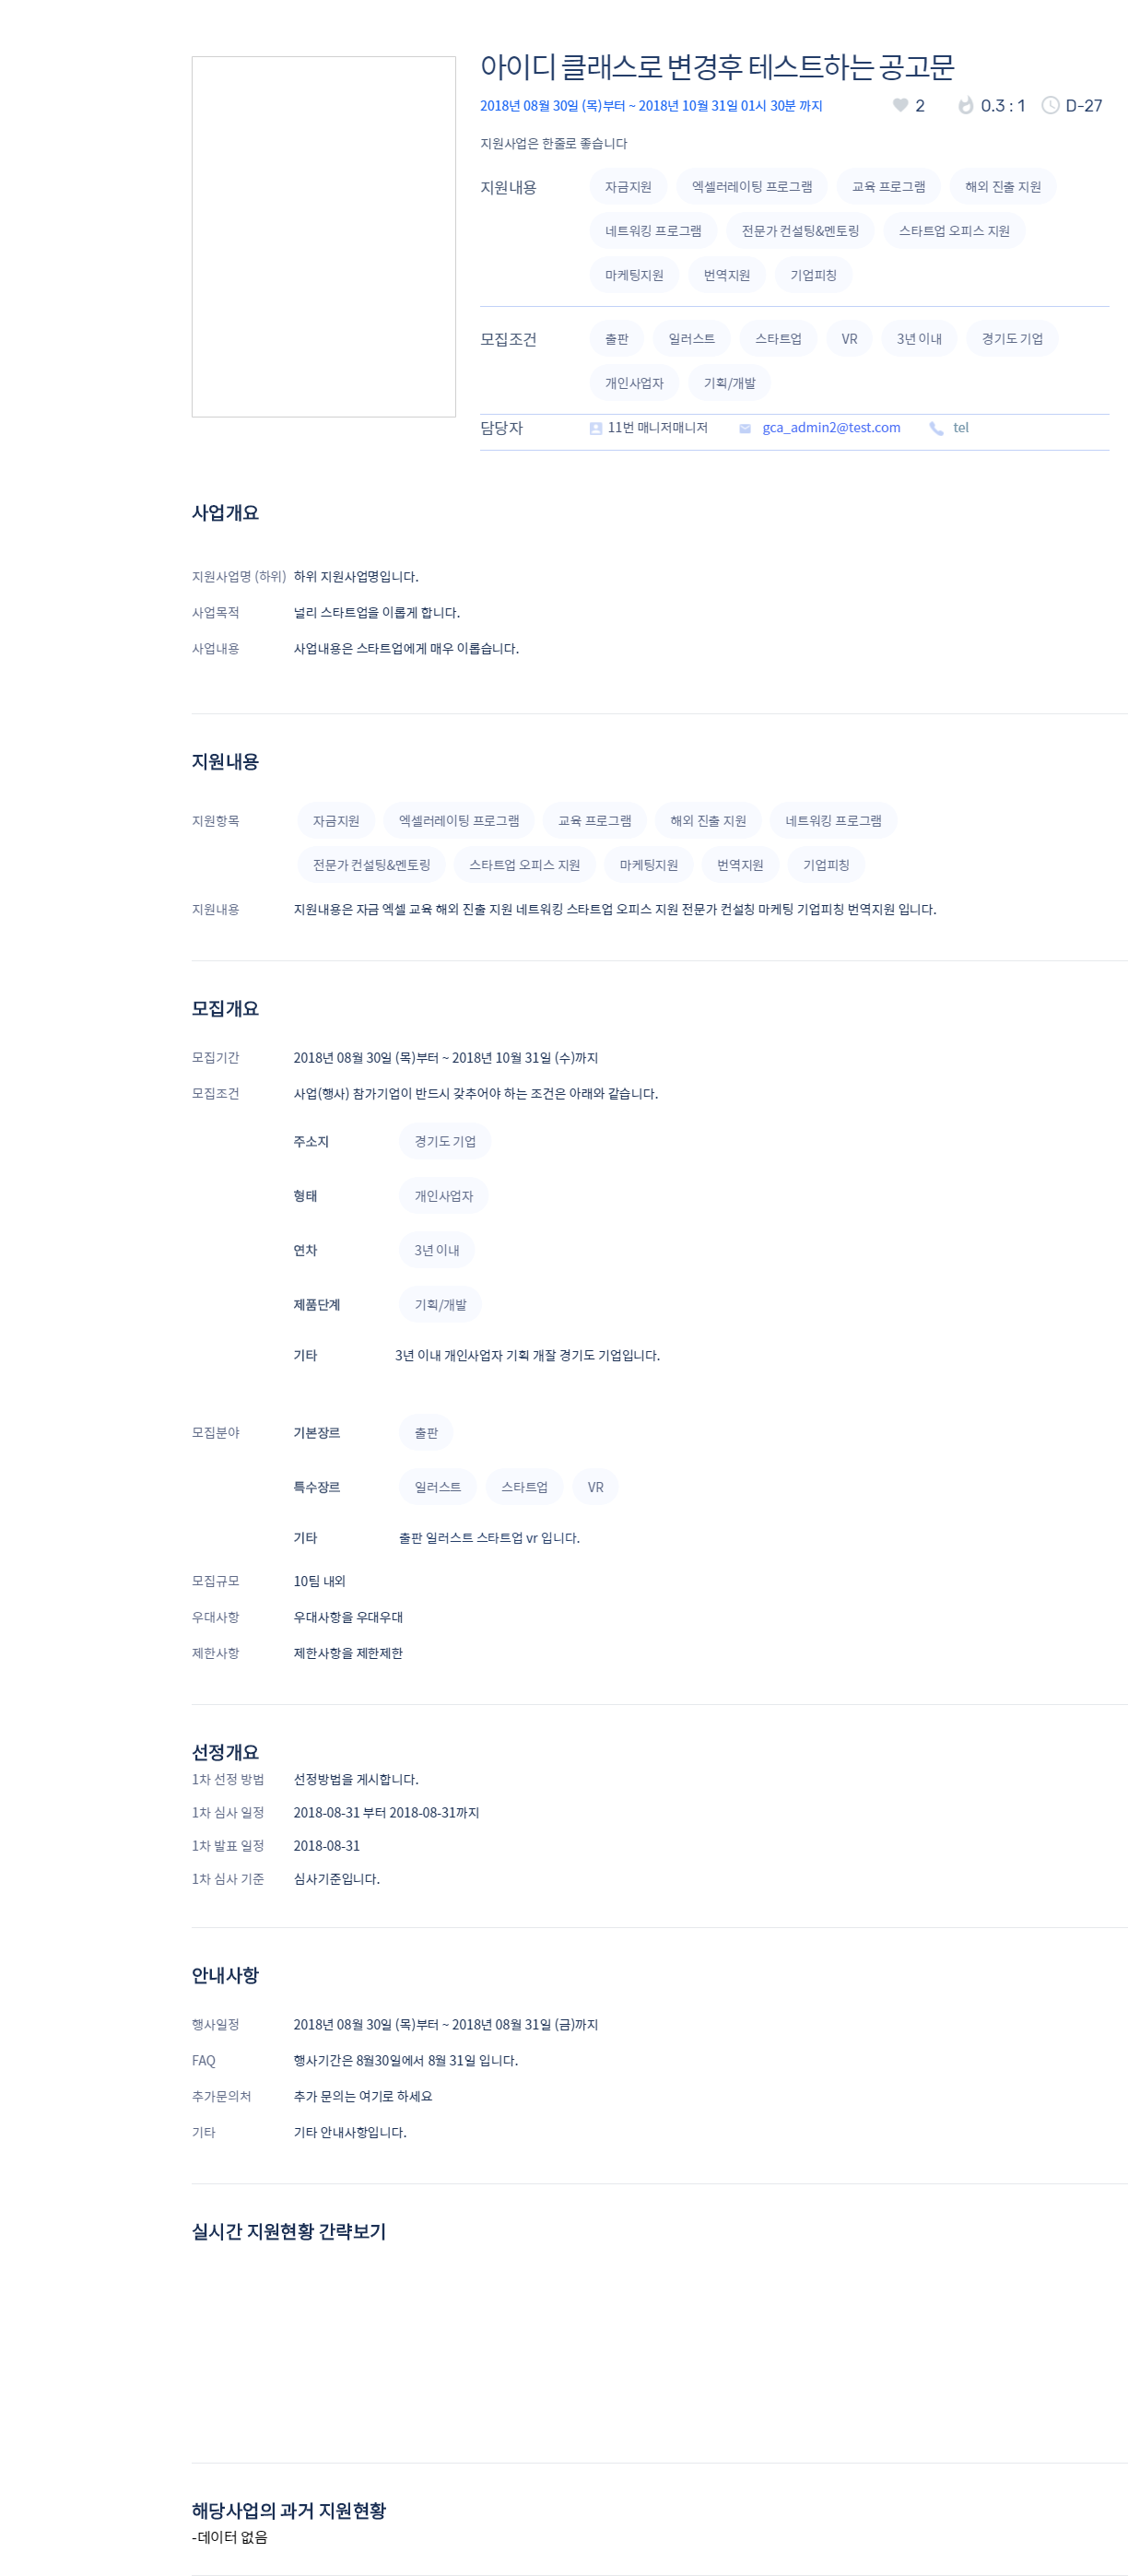 아이디 클래스로 변경후 테스트하는 공고문
2018년 08월 30일 (목)부터 ~ 2018년 10월 31일 01시 30분 까지 2 0.3 : 1 D-27
지원사업은 한줄로 좋습니다
지원내용 자금지원 엑셀러레이팅 프로그램 교육 프로그램 해외 진출 지원
네트워킹 프로그램 전문가 컨설팅&멘토링 스타트업 오피스 지원
마케팅지원 번역지원 기업피칭
모집조건 출판 일러스트 스타트업 VR 3년 이내 경기도 기업
개인사업자 기획/개발
담당자 11번 매니저매니저 gca_admin2@test.com tel
사업개요
지원사업명 (하위) 하위 지원사업명입니다.
사업목적 널리 스타트업을 이롭게 합니다.
사업내용 사업내용은 스타트업에게 매우 이롭습니다.
지원내용
지원항목 자금지원 엑셀러레이팅 프로그램 교육 프로그램 해외 진출 지원 네트워킹 프로그램
전문가 컨설팅&멘토링 스타트업 오피스 지원 마케팅지원 번역지원 기업피칭
지원내용 지원내용은 자금 엑셀 교육 해외 진출 지원 네트워킹 스타트업 오피스 지원 전문가 컨설칭 마케팅 기업피칭 번역지원 입니다.
모집개요
모집기간 2018년 08월 30일 (목)부터 ~ 2018년 10월 31일 (수)까지
모집조건 사업(행사) 참가기업이 반드시 갖추어야 하는 조건은 아래와 같습니다.
주소지 경기도 기업
형태 개인사업자
연차 3년 이내
제품단계 기획/개발
기타 3년 이내 개인사업자 기획 개잘 경기도 기업입니다.
모집분야 기본장르 출판
특수장르 일러스트 스타트업 VR
기타 출판 일러스트 스타트업 vr 입니다.
모집규모 10팀 내외
우대사항 우대사항을 우대우대
제한사항 제한사항을 제한제한
선정개요
1차 선정 방법 선정방법을 게시합니다.
1차 심사 일정 2018-08-31 부터 2018-08-31까지
1차 발표 일정 2018-08-31
1차 심사 기준 심사기준입니다.
안내사항
행사일정 2018년 08월 30일 (목)부터 ~ 2018년 08월 31일 (금)까지
FAQ 행사기간은 8월30일에서 8월 31일 입니다.
추가문의처 추가 문의는 여기로 하세요
기타 기타 안내사항입니다.
실시간 지원현황 간략보기
해당사업의 과거 지원현황
-데이터 없음